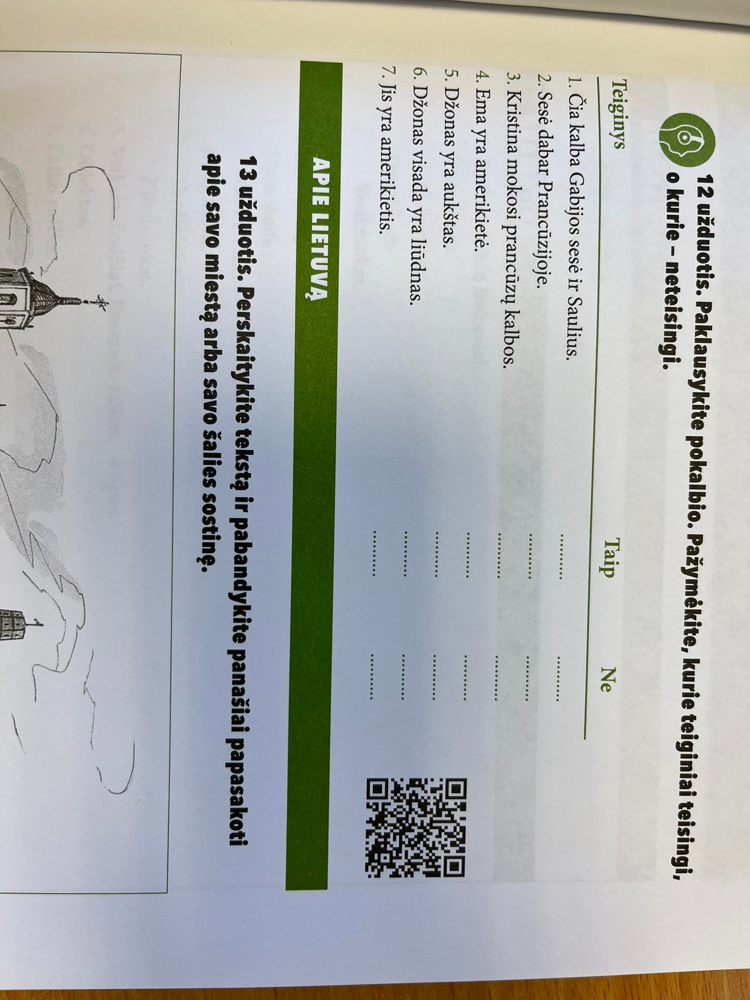 12 užduotis. Paklausykite pokalbio. Pažymėkite, kurie teiginiai teisingi,
o kurie – neteisingi.
Teiginys Taip Ne
1. Čia kalba Gabijos sesė ir Saulius. .......... ..........
2. Sesė dabar Prancūzijoje. .......... ..........
3. Kristina mokosi prancūzų kalbos. .......... ..........
4. Ema yra amerikietė. .......... ..........
5. Džonas yra aukštas. .......... ..........
6. Džonas visada yra liūdnas. .......... ..........
7. Jis yra amerikietis. .......... ..........
APIE LIETUVĄ
13 užduotis. Perskaitykite tekstą ir pabandykite panašiai papasakoti
apie savo miestą arba savo šalies sostinę.